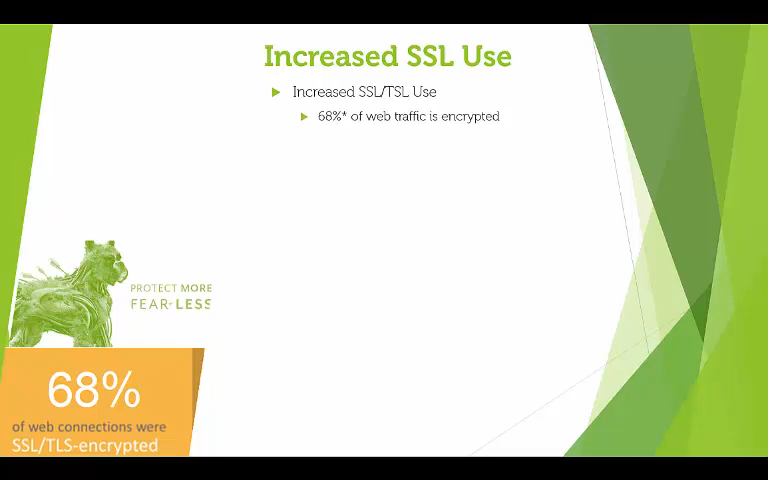 Increased SSL Use
Increased SSL/TSL Use
68%* of web traffic is encrypted
PROTECT MORE
FEAR LESS
68%
of web connections were
SSL/TLS-encrypted